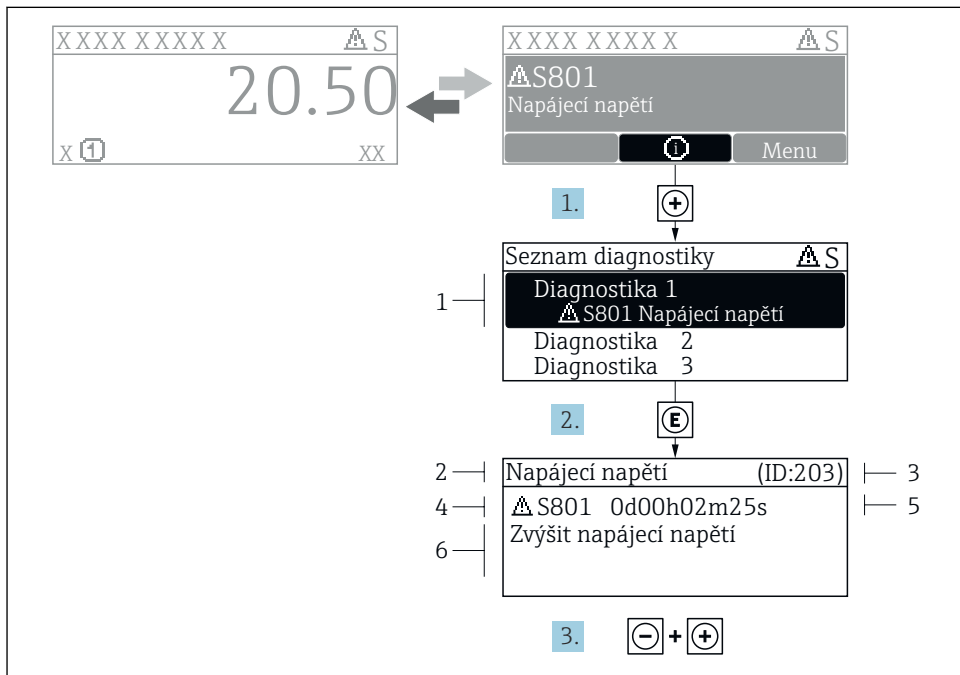 XXXX XXXXX ⚠ S
20.50
X ① XX
XXXX XXXX X ⚠ S
⚠S801
Napájecí napětí
ⓘ Menu
1. ⊕
Seznam diagnostiky ⚠ S
1
Diagnostika 1
⚠ S801 Napájecí napětí
Diagnostika 2
Diagnostika 3
2. Ⓔ
2 Napájecí napětí (ID:203) 3
4 ⚠ S801 0d00h02m25s 5
6 Zvýšit napájecí napětí
3. ⊖ + ⊕